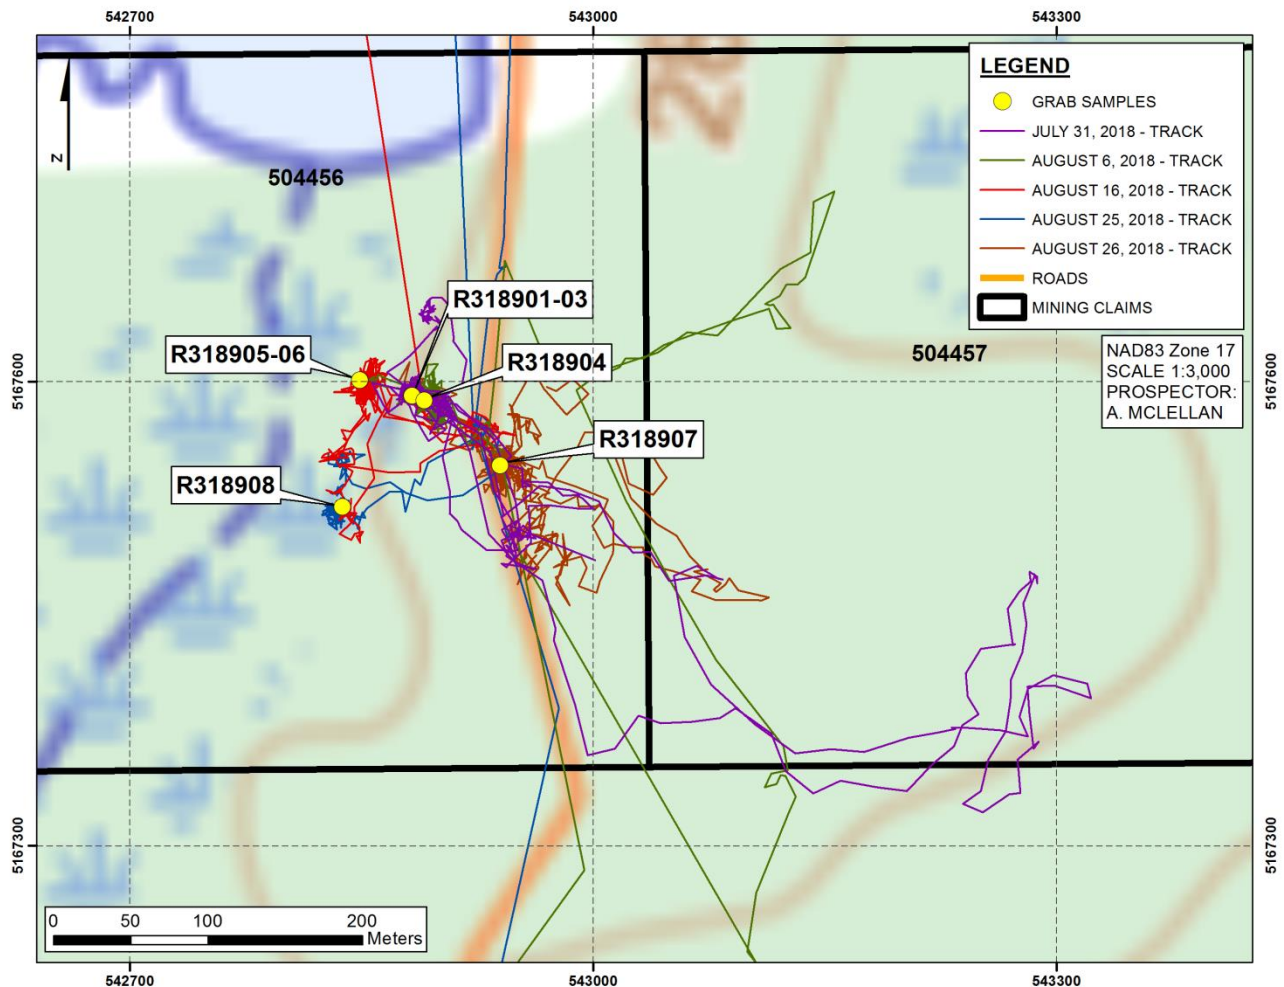 542700
543000
543300
LEGEND
GRAB SAMPLES
JULY 31, 2018 - TRACK
AUGUST 6, 2018 - TRACK
AUGUST 16, 2018 - TRACK
AUGUST 25, 2018 - TRACK
AUGUST 26, 2018 - TRACK
ROADS
MINING CLAIMS
N
504456
R318901-03
R318905-06
R318904
504457
NAD83 Zone 17
SCALE 1:3,000
PROSPECTOR:
A. MCLELLAN
5167600
5167600
R318907
R318908
5167300
5167300
0 50 100 200
Meters
542700
543000
543300